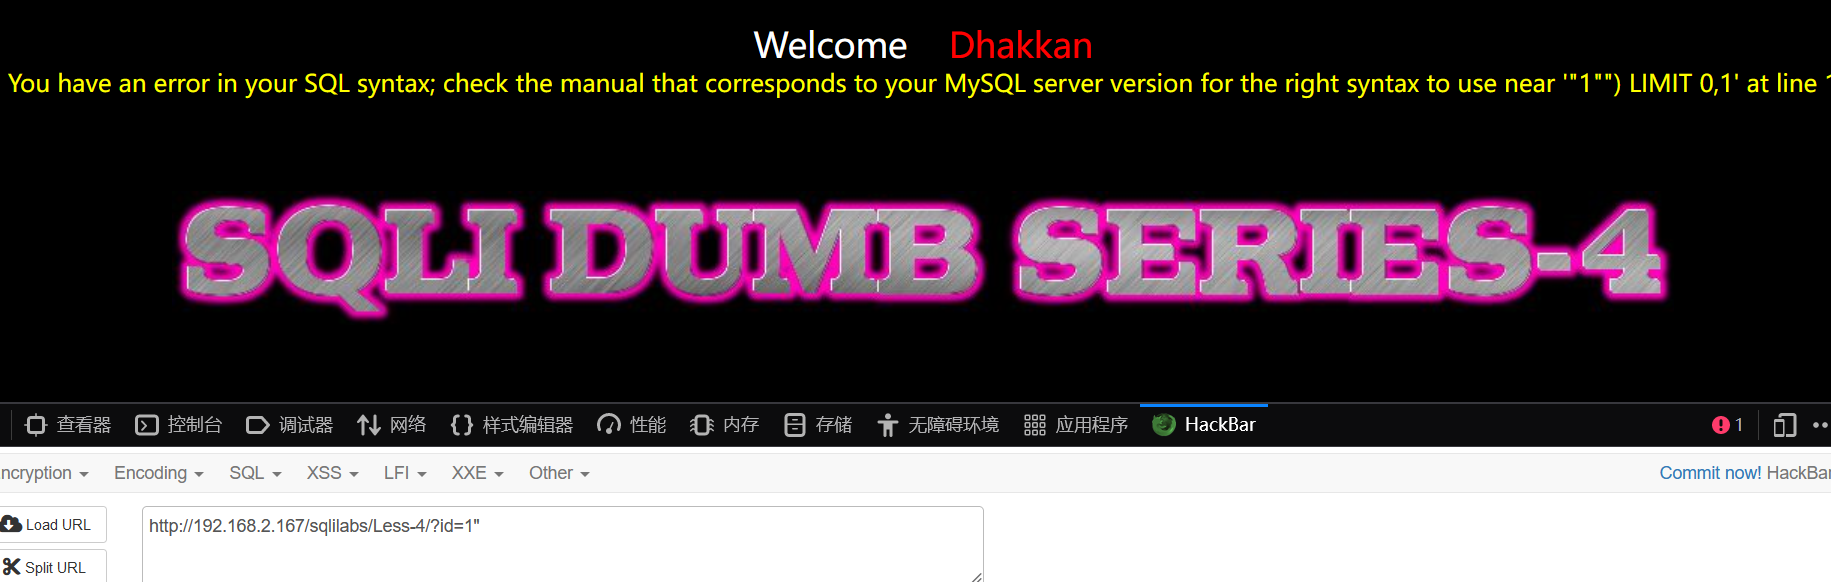 Welcome Dhakkan
You have an error in your SQL syntax; check the manual that corresponds to your MySQL server version for the right syntax to use near '"1"") LIMIT 0,1' at line 1
SQLI DUMB SERIES-4
查看器 控制台 调试器 网络 样式编辑器 性能 内存 存储 无障碍环境 应用程序 HackBar 1
ncryption Encoding SQL XSS LFI XXE Other Commit now! HackBar
Load URL http://192.168.2.167/sqlilabs/Less-4/?id=1"
Split URL